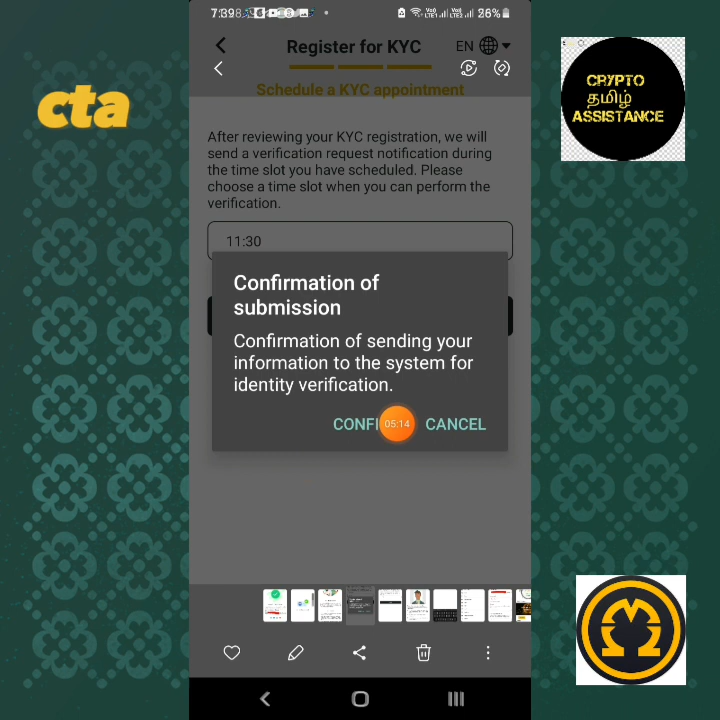 26%
Register for KYC
EN
Schedule a KYC appointment
cta
CRYPTO
தமிழ்
ASSISTANCE
After reviewing your KYC registration, we will
send a verification request notification during
the time slot you have scheduled. Please
choose a time slot when you can perform the
verification.
11:30
Confirmation of
submission
Confirmation of sending your
information to the system for
identity verification.
05:14
CANCEL